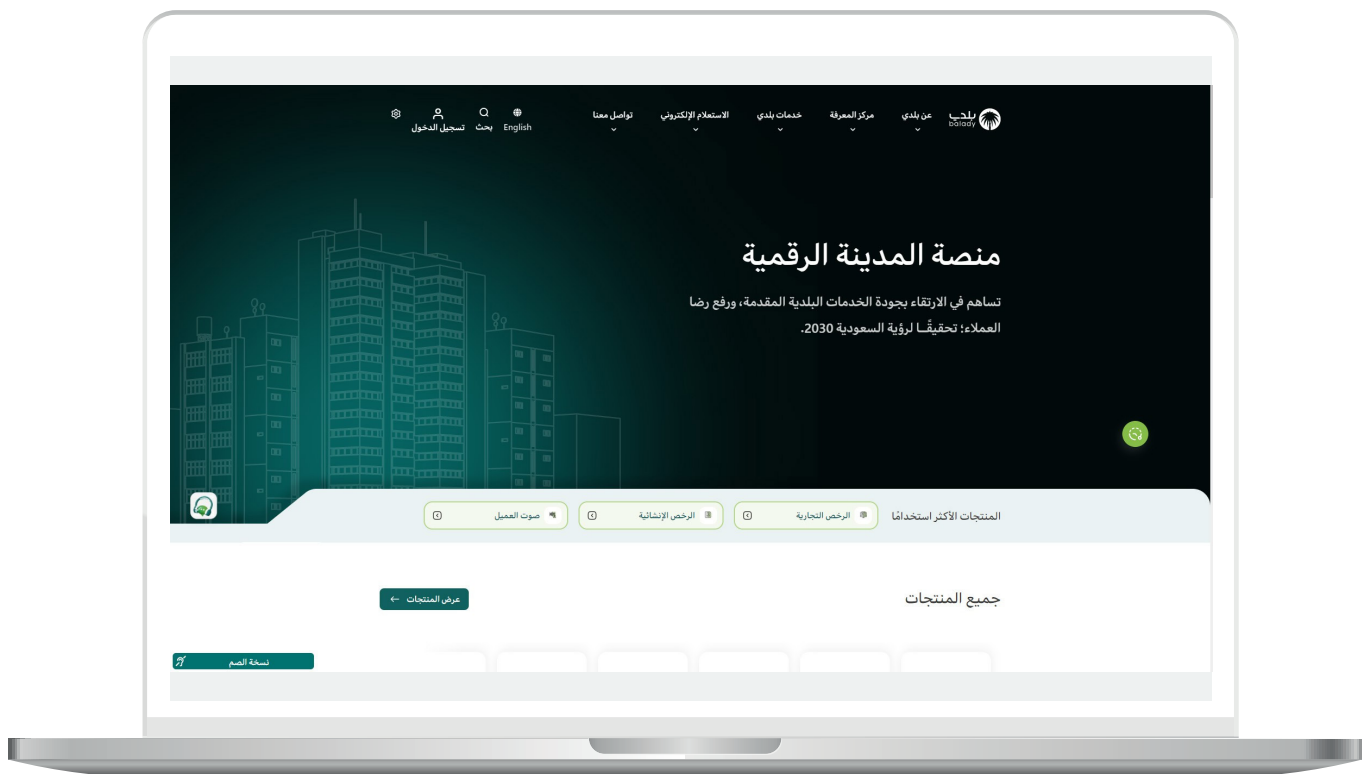 بلدي
balady
عن بلدي
مركز المعرفة
خدمات بلدي
الاستعلام الإلكتروني
تواصل معنا
English
بحث
تسجيل الدخول
منصة المدينة الرقمية
تساهم في الارتقاء بجودة الخدمات البلدية المقدمة، ورفع رضا
العملاء؛ تحقيقًــا لرؤية السعودية 2030.
المنتجات الأكثر استخدامًا
الرخص التجارية
الرخص الإنشائية
صوت العميل
جميع المنتجات
عرض المنتجات
نسخة الصم